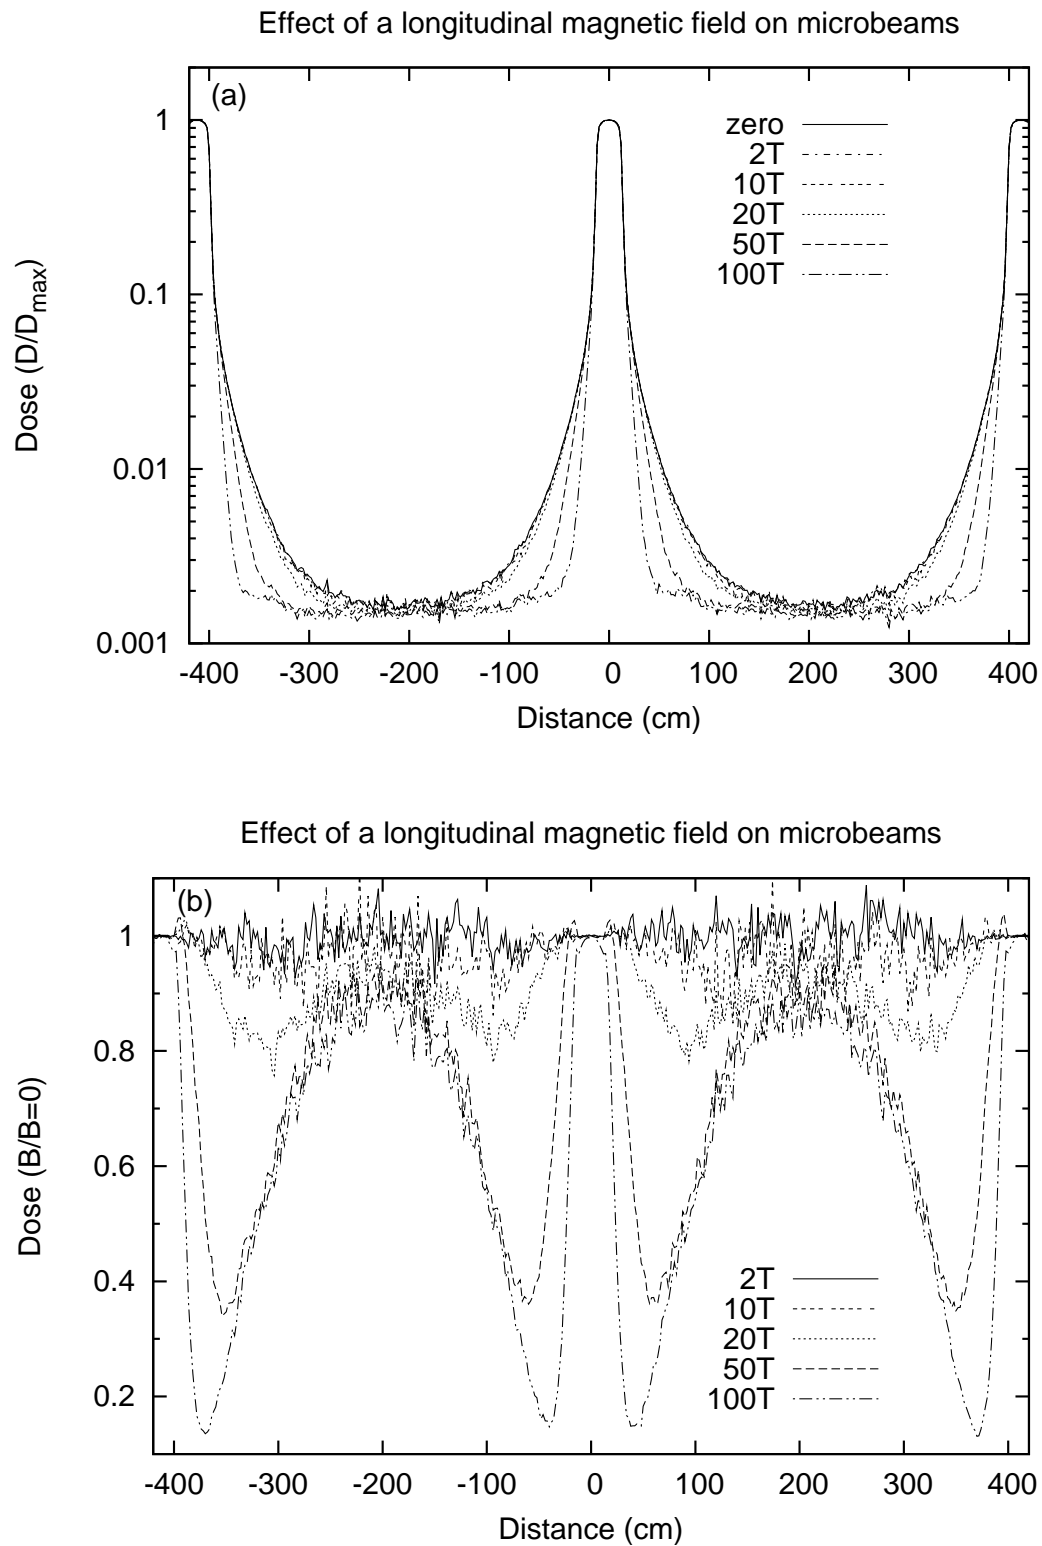 Effect of a longitudinal magnetic field on microbeams
(a)
1
0.1
0.01
0.001
Dose (D/Dmax)
zero
2T
10T
20T
50T
100T
-400 -300 -200 -100 0 100 200 300 400
Distance (cm)
Effect of a longitudinal magnetic field on microbeams
(b)
1
0.8
0.6
0.4
0.2
Dose (B/B=0)
2T
10T
20T
50T
100T
-400 -300 -200 -100 0 100 200 300 400
Distance (cm)